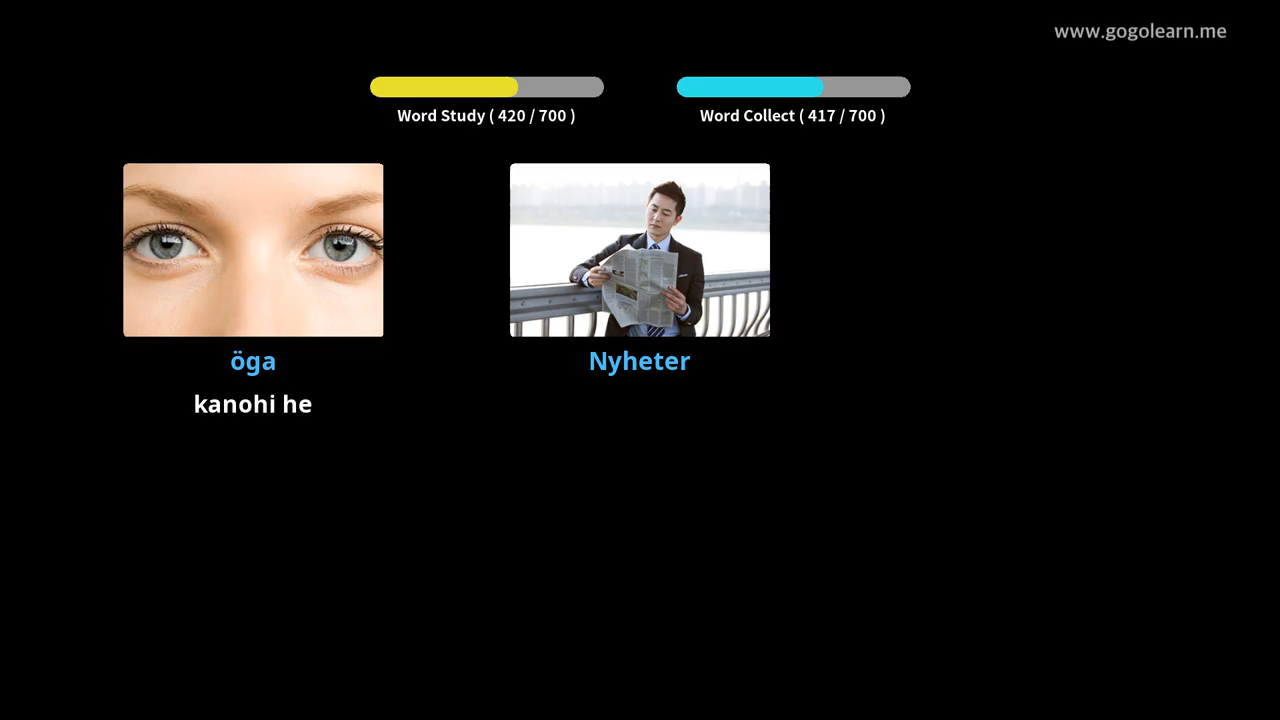 www.gogolearn.me
Word Study ( 420 / 700 )
Word Collect ( 417 / 700 )
öga
Nyheter
kanohi he